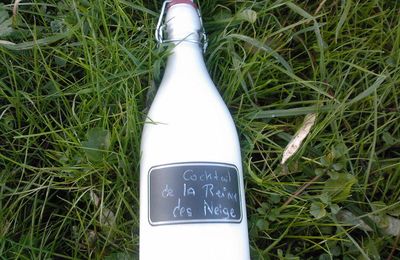 Cocktail
de la Reine
des Neige